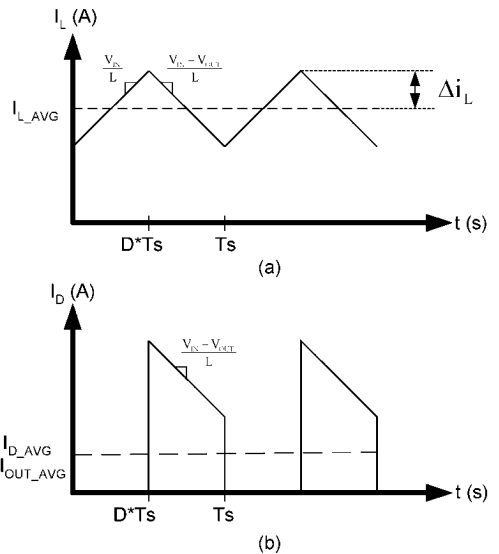 I_L (A)
V_IN / L
V_IN − V_OUT / L
I_L_AVG
Δi_L
t (s)
D*Ts
Ts
(a)
I_D (A)
V_IN − V_OUT / L
I_D_AVG
I_OUT_AVG
t (s)
D*Ts
Ts
(b)